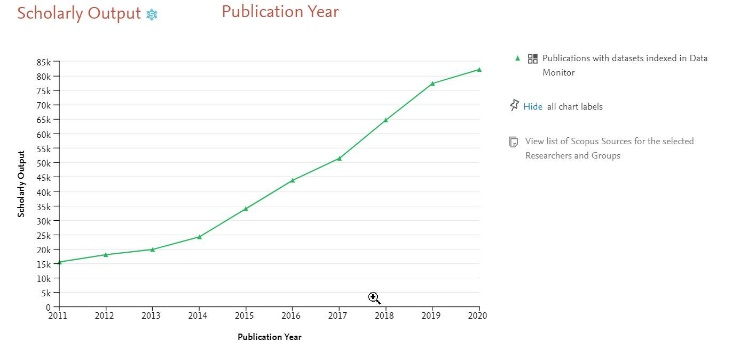 Scholarly Output
Publication Year
85k
80k
75k
70k
65k
60k
55k
50k
45k
40k
35k
30k
25k
20k
15k
10k
5k
0
Scholarly Output
2011 2012 2013 2014 2015 2016 2017 2018 2019 2020
Publication Year
Publications with datasets indexed in Data
Monitor
Hide all chart labels
View list of Scopus Sources for the selected
Researchers and Groups